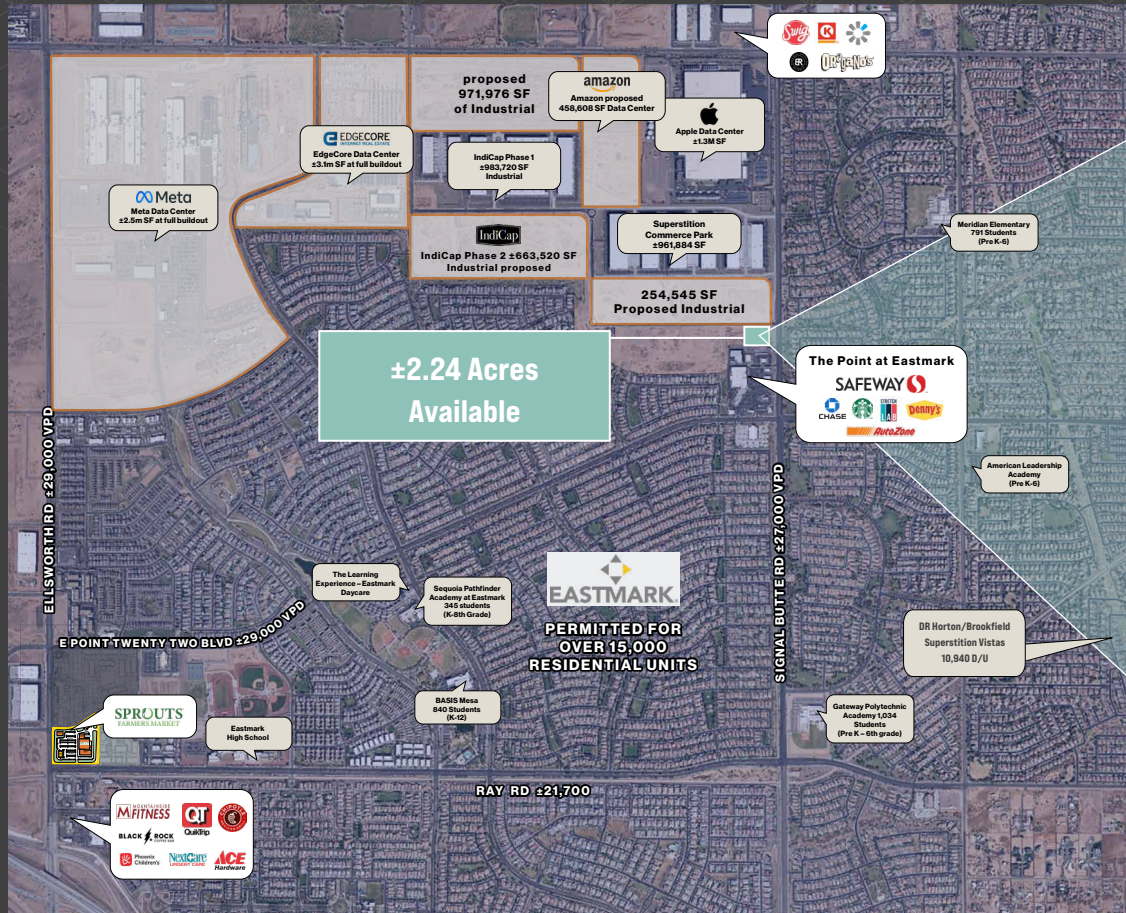 Swig
K
BR
ORegANO's
proposed
971,976 SF
of Industrial
amazon
Amazon proposed
458,608 SF Data Center
Apple Data Center
±1.3M SF
EDGECORE
INTERNET REAL ESTATE
EdgeCore Data Center
±3.1m SF at full buildout
IndiCap Phase 1
±983,720 SF
Industrial
Meta
Meta Data Center
±2.5m SF at full buildout
IndiCap
IndiCap Phase 2 ±663,520 SF
Industrial proposed
Superstition
Commerce Park
±961,884 SF
Meridian Elementary
791 Students
(Pre K-6)
254,545 SF
Proposed Industrial
±2.24 Acres
Available
The Point at Eastmark
SAFEWAY
CHASE
STRETCH
LAB
Denny's
AutoZone
ELLSWORTH RD ±29,000 VPD
American Leadership
Academy
(Pre K-6)
SIGNAL BUTTE RD ±27,000 VPD
EASTMARK
PERMITTED FOR
OVER 15,000
RESIDENTIAL UNITS
The Learning
Experience – Eastmark
Daycare
Sequoia Pathfinder
Academy at Eastmark
345 students
(K-8th Grade)
E POINT TWENTY TWO BLVD ±29,000 VPD
DR Horton/Brookfield
Superstition Vistas
10,940 D/U
BASIS Mesa
840 Students
(K-12)
Gateway Polytechnic
Academy 1,034
Students
(Pre K – 6th grade)
SPROUTS
FARMERS MARKET
Eastmark
High School
RAY RD ±21,700
MOUNTAINSIDE
FITNESS
QT
QuikTrip
CHIPOTLE
BLACK ROCK
COFFEE BAR
Phoenix
Children's
NextCare
URGENT CARE
ACE
Hardware